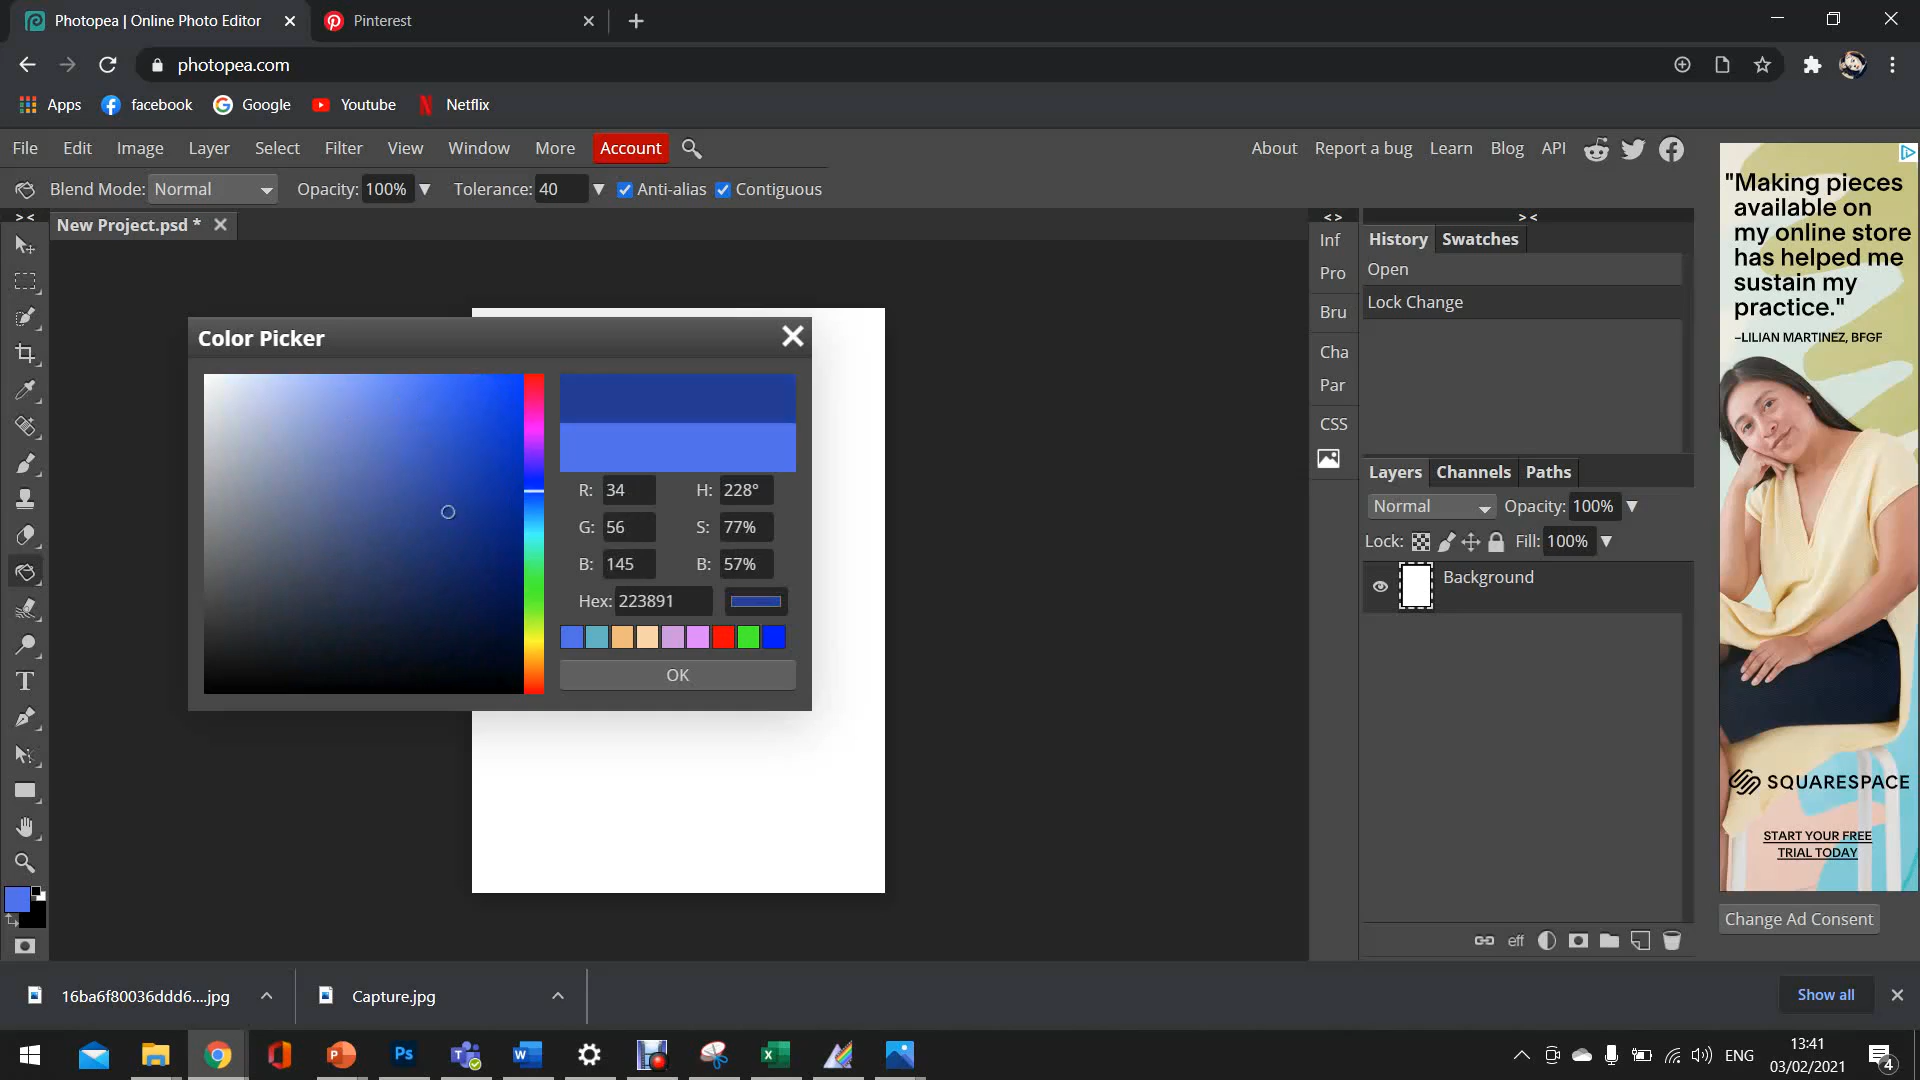 Photopea | Online Photo Editor
Pinterest
photopea.com
Apps facebook Google Youtube Netflix
File Edit Image Layer Select Filter View Window More Account
About Report a bug Learn Blog API
Blend Mode: Normal Opacity: 100% Tolerance: 40 Anti-alias Contiguous
> <
New Project.psd *
Color Picker
R: 34 H: 228°
G: 56 S: 77%
B: 145 B: 57%
Hex: 223891
OK
T
< >
Inf
Pro
Bru
Cha
Par
CSS
> <
History Swatches
Open
Lock Change
Layers Channels Paths
Normal Opacity: 100%
Lock: Fill: 100%
Background
eff
"Making pieces
available on
my online store
has helped me
sustain my
practice."
–LILIAN MARTINEZ, BFGF
SQUARESPACE
START YOUR FREE
TRIAL TODAY
Change Ad Consent
16ba6f80036ddd6....jpg
Capture.jpg
Show all
ENG
13:41
03/02/2021
4